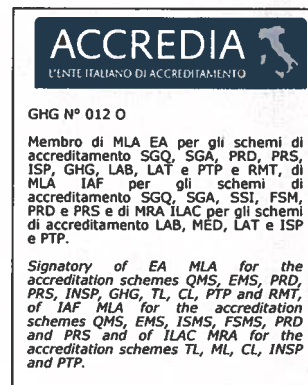 ACCREDIA
L'ENTE ITALIANO DI ACCREDITAMENTO
GHG N° 012 O
Membro di MLA EA per gli schemi di
accreditamento SGQ, SGA, PRD, PRS,
ISP, GHG, LAB, LAT e PTP e RMT, di
MLA IAF per gli schemi di
accreditamento SGQ, SGA, SSI, FSM,
PRD e PRS e di MRA ILAC per gli schemi
di accreditamento LAB, MED, LAT e ISP
e PTP.
Signatory of EA MLA for the
accreditation schemes QMS, EMS, PRD,
PRS, INSP, GHG, TL, CL, PTP and RMT,
of IAF MLA for the accreditation
schemes QMS, EMS, ISMS, FSMS, PRD
and PRS and of ILAC MRA for the
accreditation schemes TL, ML, CL, INSP
and PTP.